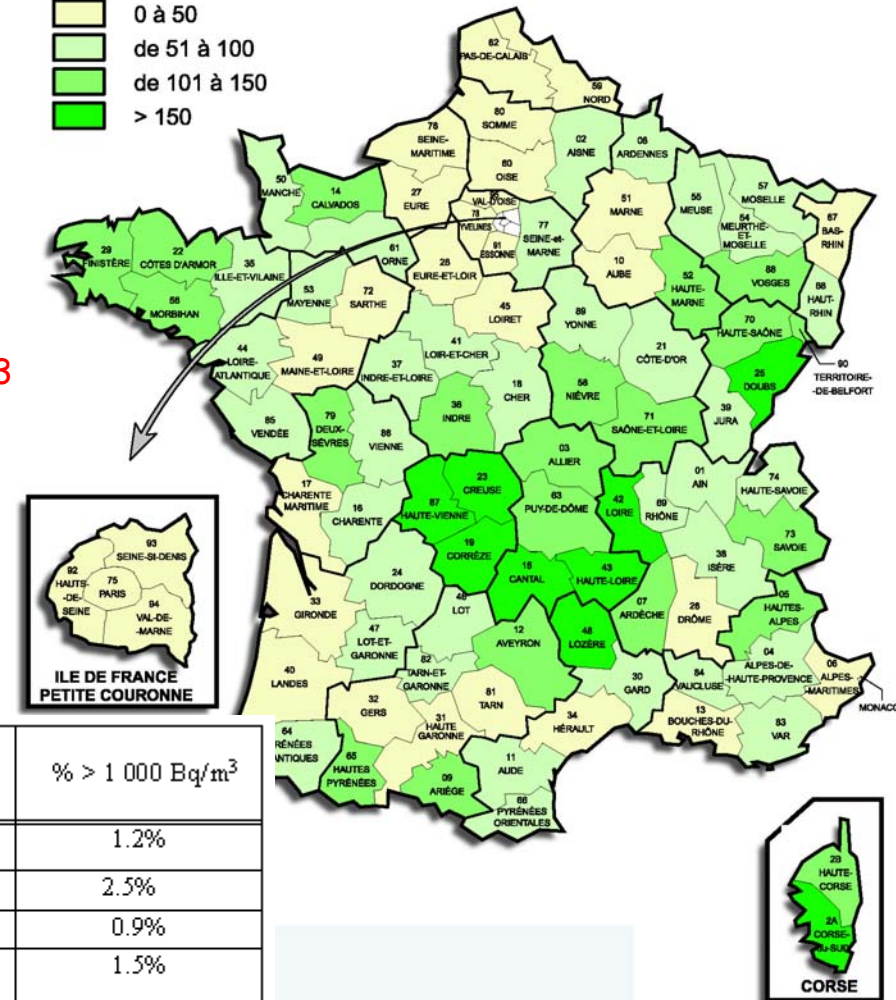 0 à 50
de 51 à 100
de 101 à 150
> 150
62
PAS-DE-CALAIS
59
NORD
80
SOMME
76
SEINE-
MARITIME
02
AISNE
08
ARDENNES
60
OISE
50
MANCHE
14
CALVADOS
27
EURE
95
VAL-D'OISE
78
YVELINES
91
ESSONNE
77
SEINE-et-
MARNE
51
MARNE
55
MEUSE
57
MOSELLE
54
MEURTHE-
ET-
MOSELLE
67
BAS-
RHIN
10
AUBE
52
HAUTE-
MARNE
88
VOSGES
68
HAUT-
RHIN
29
FINISTÈRE
22
CÔTES D'ARMOR
35
ILLE-ET-VILAINE
56
MORBIHAN
61
ORNE
28
EURE-ET-LOIR
53
MAYENNE
72
SARTHE
45
LOIRET
89
YONNE
70
HAUTE-SAÔNE
90
TERRITOIRE-
-DE-BELFORT
3
44
LOIRE-
ATLANTIQUE
49
MAINE-ET-LOIRE
37
INDRE-ET-LOIRE
41
LOIR-ET-CHER
18
CHER
58
NIÈVRE
21
CÔTE-D'OR
25
DOUBS
39
JURA
71
SAÔNE-ET-LOIRE
85
VENDÉE
79
DEUX-
SÈVRES
86
VIENNE
36
INDRE
03
ALLIER
01
AIN
74
HAUTE-SAVOIE
17
CHARENTE
MARITIME
16
CHARENTE
87
HAUTE-VIENNE
23
CREUSE
63
PUY-DE-DÔME
42
LOIRE
69
RHÔNE
73
SAVOIE
38
ISÈRE
19
CORRÈZE
24
DORDOGNE
15
CANTAL
43
HAUTE-LOIRE
07
ARDÈCHE
26
DRÔME
05
HAUTES-
ALPES
33
GIRONDE
46
LOT
47
LOT-ET-
GARONNE
12
AVEYRON
48
LOZÈRE
04
ALPES-DE-
-HAUTE-PROVENCE
06
ALPES-
-MARITIMES
MONACO
40
LANDES
82
TARN-ET-
GARONNE
81
TARN
30
GARD
84
VAUCLUSE
32
GERS
31
HAUTE
GARONNE
34
HÉRAULT
13
BOUCHES-DU-
RHÔNE
83
VAR
64
RÉNÉES
ANTIQUES
65
HAUTES
PYRÉNÉES
09
ARIÈGE
11
AUDE
66
PYRÉNÉES
ORIENTALES
93
SEINE-St-DENIS
92
HAUTS-
-DE-
SEINE
75
PARIS
94
VAL-DE-
-MARNE
ILE DE FRANCE
PETITE COURONNE
% > 1 000 Bq/m³
1.2%
2.5%
0.9%
1.5%
2B
HAUTE-
CORSE
2A
CORSE-
du-SUD
CORSE